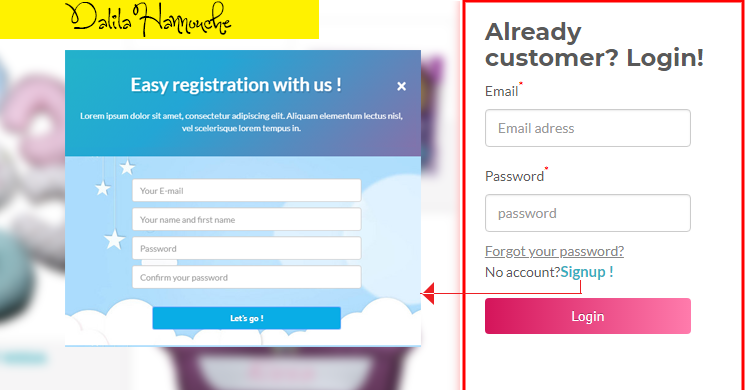 Dalila Hamouche
Easy registration with us !
×
Lorem ipsum dolor sit amet, consectetur adipiscing elit. Aliquam elementum lectus nisl,
vel scelerisque lorem tempus in.
Your E-mail
Your name and first name
Password
Confirm your password
Let's go !
Already
customer? Login!
Email*
Email adress
Password*
password
Forgot your password?
No account?Signup !
Login